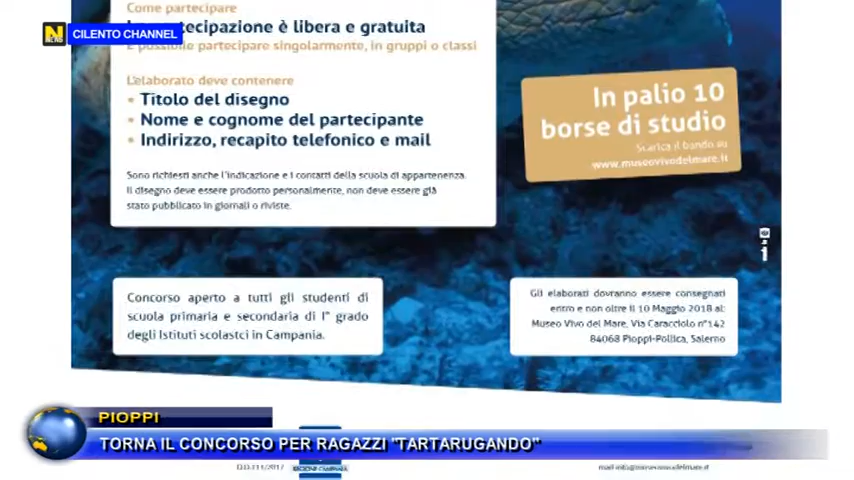 Come partecipare
CILENTO CHANNEL
partecipazione è libera e gratuita
È possibile partecipare singolarmente, in gruppi o classi
L'elaborato deve contenere
• Titolo del disegno
• Nome e cognome del partecipante
• Indirizzo, recapito telefonico e mail
Sono richiesti anche l'indicazione e i contatti della scuola di appartenenza.
Il disegno deve essere prodotto personalmente, non deve essere già
stato pubblicato in giornali o riviste.
In palio 10
borse di studio
Scarica il bando su
www.museovivodelmare.it
Concorso aperto a tutti gli studenti di
scuola primaria e secondaria di I° grado
degli Istituti scolastci in Campania.
Gli elaborati dovranno essere consegnati
entro e non oltre il 10 Maggio 2018 al:
Museo Vivo del Mare, Via Caracciolo n°142
84068 Pioppi-Pollica, Salerno
PIOPPI
TORNA IL CONCORSO PER RAGAZZI "TARTARUGANDO"
REGIONE CAMPANIA